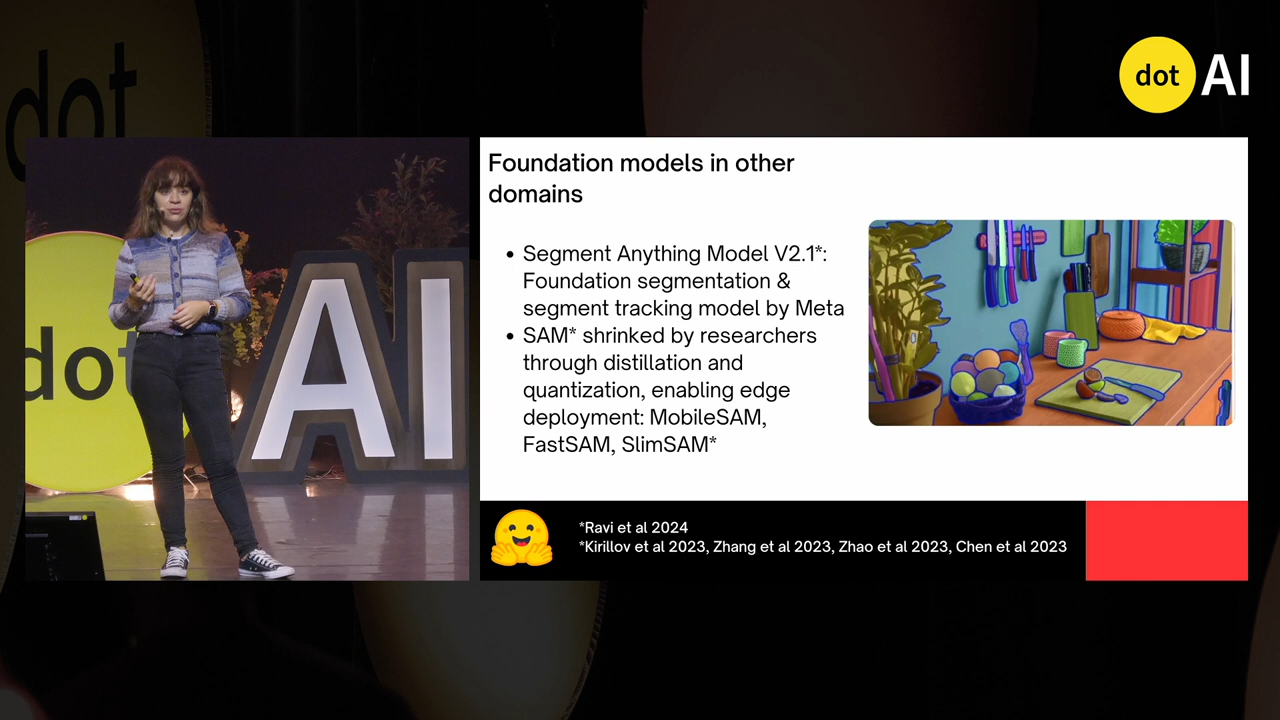 dot
dot AI
dot
AI
Foundation models in other
domains
• Segment Anything Model V2.1*:
Foundation segmentation &
segment tracking model by Meta
• SAM* shrinked by researchers
through distillation and
quantization, enabling edge
deployment: MobileSAM,
FastSAM, SlimSAM*
*Ravi et al 2024
*Kirillov et al 2023, Zhang et al 2023, Zhao et al 2023, Chen et al 2023